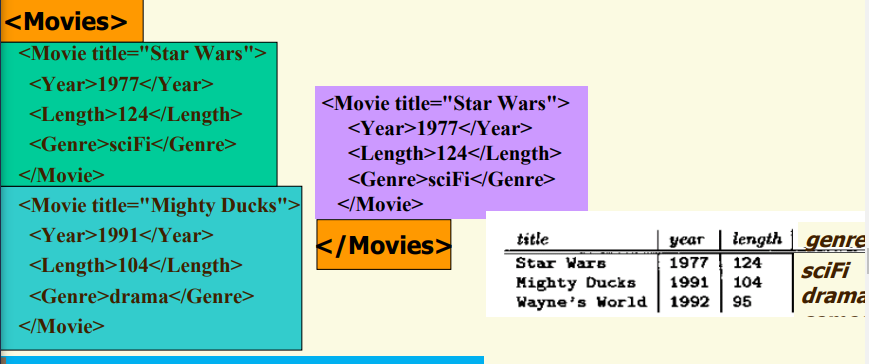 <Movies>
<Movie title="Star Wars">
<Year>1977</Year>
<Length>124</Length>
<Genre>sciFi</Genre>
</Movie>
<Movie title="Mighty Ducks">
<Year>1991</Year>
<Length>104</Length>
<Genre>drama</Genre>
</Movie>
<Movie title="Star Wars">
<Year>1977</Year>
<Length>124</Length>
<Genre>sciFi</Genre>
</Movie>
</Movies>
title year length genre
Star Wars 1977 124 sciFi
Mighty Ducks 1991 104 drama
Wayne's World 1992 95